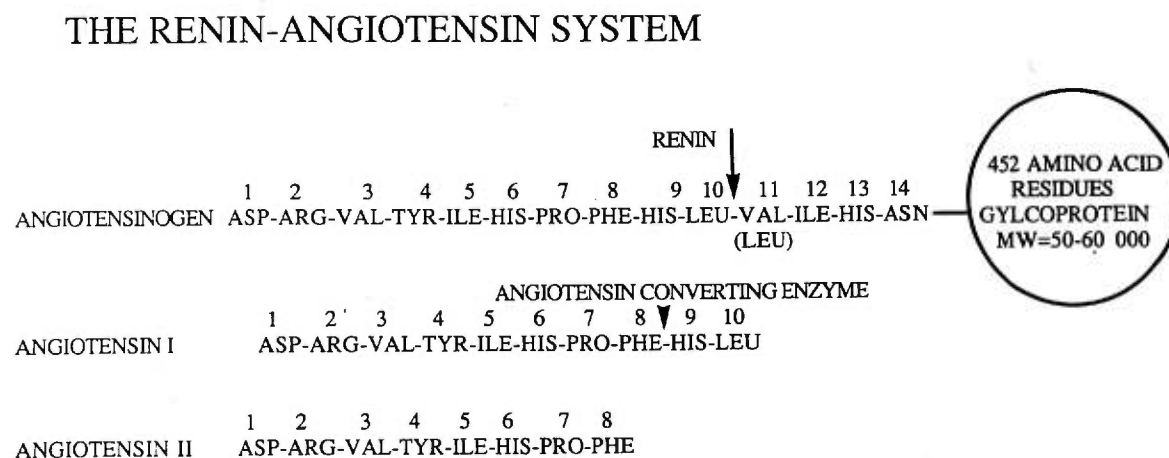 THE RENIN-ANGIOTENSIN SYSTEM
RENIN
1 2 3 4 5 6 7 8 9 10 11 12 13 14
ANGIOTENSINOGEN ASP-ARG-VAL-TYR-ILE-HIS-PRO-PHE-HIS-LEU-VAL-ILE-HIS-ASN
(LEU)
452 AMINO ACID
RESIDUES
GYLCOPROTEIN
MW=50-60 000
ANGIOTENSIN CONVERTING ENZYME
1 2 3 4 5 6 7 8 9 10
ANGIOTENSIN I ASP-ARG-VAL-TYR-ILE-HIS-PRO-PHE-HIS-LEU
1 2 3 4 5 6 7 8
ANGIOTENSIN II ASP-ARG-VAL-TYR-ILE-HIS-PRO-PHE